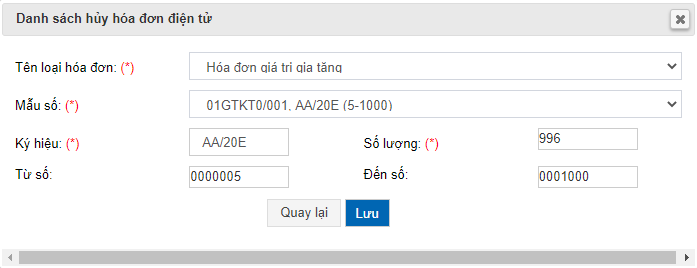 Danh sách hủy hóa đơn điện tử
Tên loại hóa đơn: (*) Hóa đơn giá trị gia tăng
Mẫu số: (*) 01GTKT0/001, AA/20E (5-1000)
Ký hiệu: (*) AA/20E Số lượng: (*) 996
Từ số: 0000005 Đến số: 0001000
Quay lại Lưu